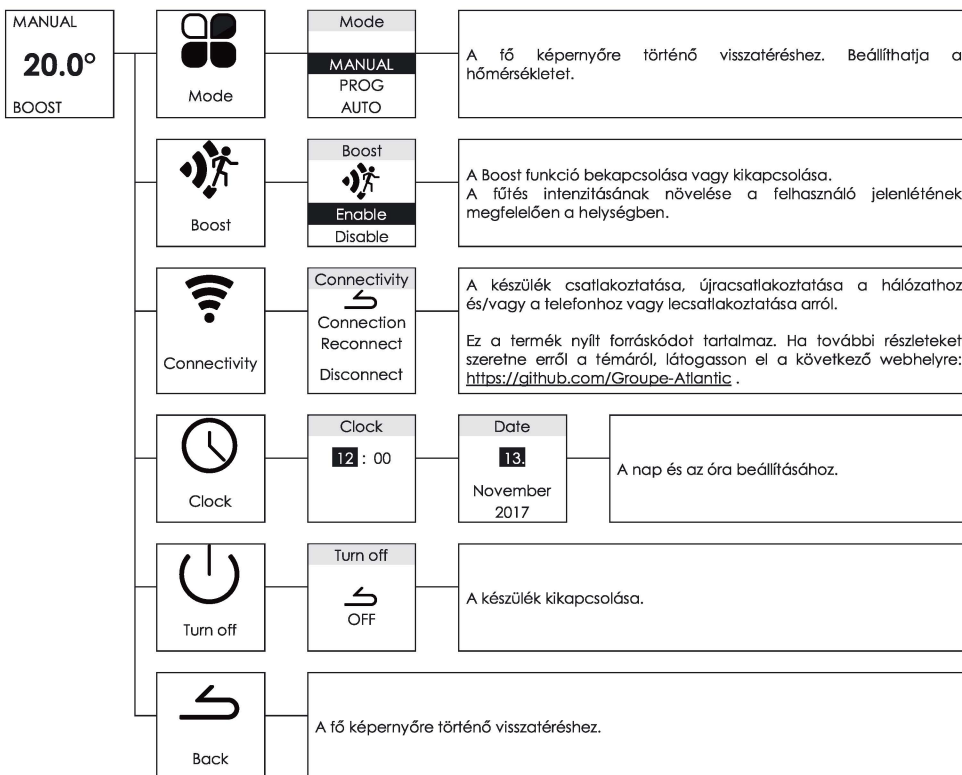 MANUAL
20.0°
BOOST
Mode
Mode
MANUAL
PROG
AUTO
A fő képernyőre történő visszatéréshez. Beállíthatja a
hőmérsékletet.
Boost
Boost
Enable
Disable
A Boost funkció bekapcsolása vagy kikapcsolása.
A fűtés intenzitásának növelése a felhasználó jelenlétének
megfelelően a helységben.
Connectivity
Connectivity
Connection
Reconnect
Disconnect
A készülék csatlakoztatása, újracsatlakoztatása a hálózathoz
és/vagy a telefonhoz vagy lecsatlakoztatása arról.
Ez a termék nyílt forráskódot tartalmaz. Ha további részleteket
szeretne erről a témáról, látogasson el a következő webhelyre:
https://github.com/Groupe-Atlantic .
Clock
Clock
12 : 00
Date
13.
November
2017
A nap és az óra beállításához.
Turn off
Turn off
OFF
A készülék kikapcsolása.
Back
A fő képernyőre történő visszatéréshez.